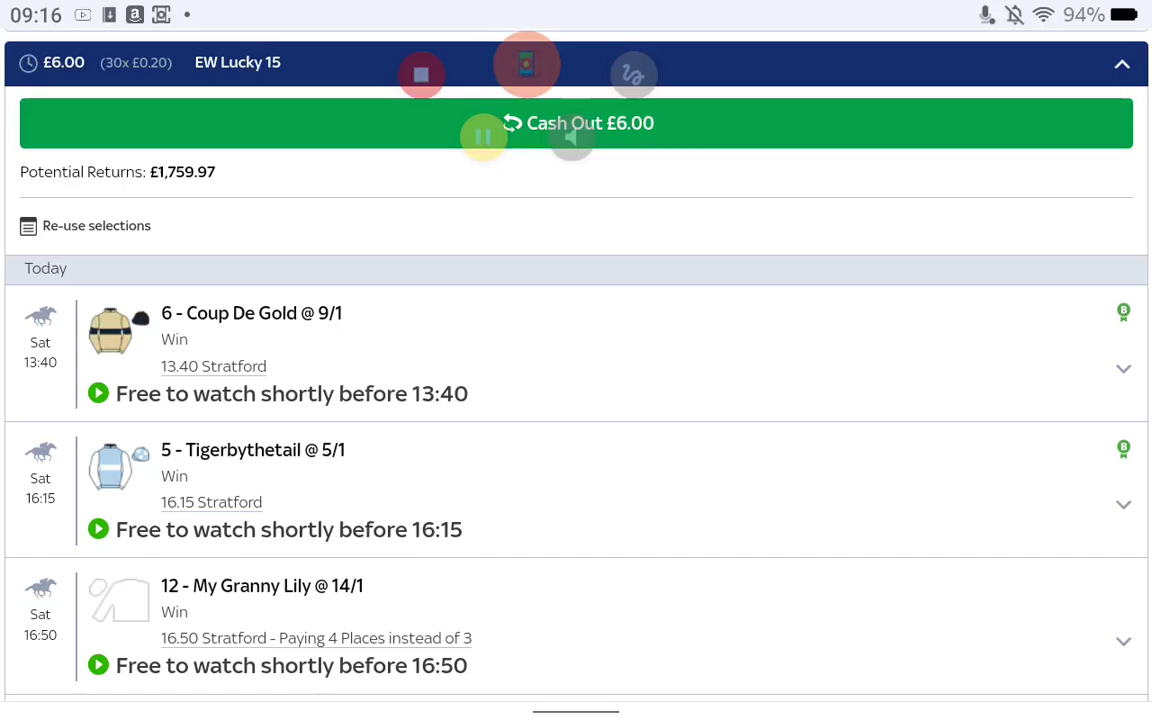 09:16
94%
£6.00 (30x £0.20) EW Lucky 15
Cash Out £6.00
Potential Returns: £1,759.97
Re-use selections
Today
Sat
13:40
6 - Coup De Gold @ 9/1
Win
13.40 Stratford
Free to watch shortly before 13:40
B
Sat
16:15
5 - Tigerbythetail @ 5/1
Win
16.15 Stratford
Free to watch shortly before 16:15
B
Sat
16:50
12 - My Granny Lily @ 14/1
Win
16.50 Stratford - Paying 4 Places instead of 3
Free to watch shortly before 16:50